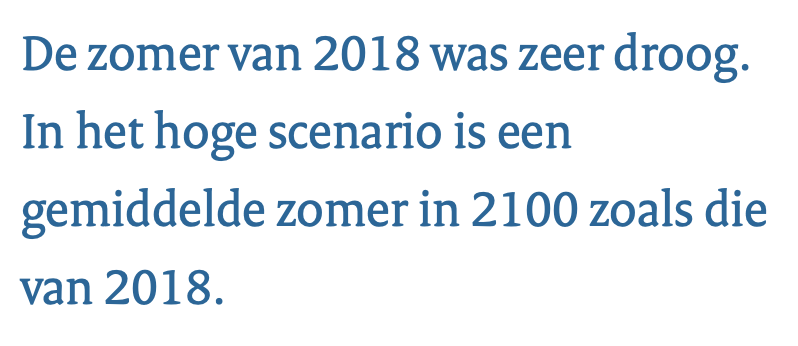 De zomer van 2018 was zeer droog.
In het hoge scenario is een
gemiddelde zomer in 2100 zoals die
van 2018.